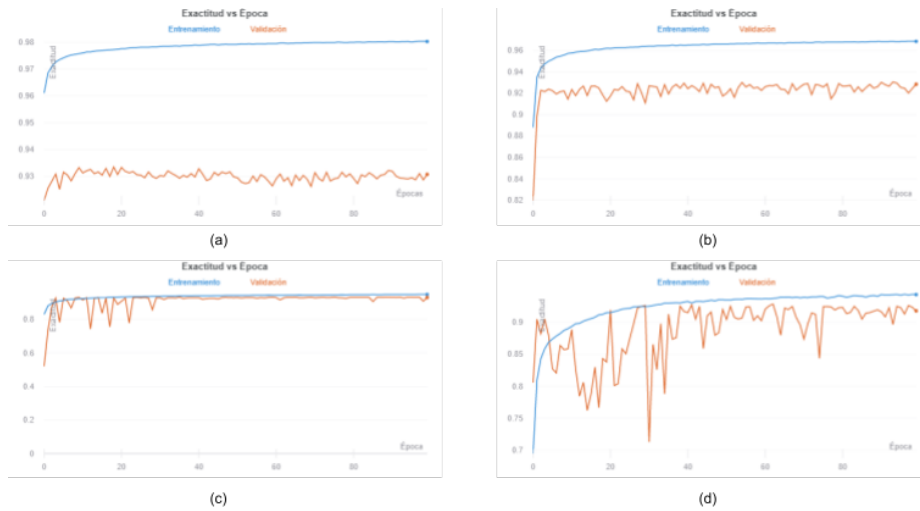 Exactitud vs Época
Entrenamiento Validación
Exactitud
0.98
0.97
0.96
0.95
0.94
0.93
Épocas
0 20 40 60 80
(a)
Exactitud vs Época
Entrenamiento Validación
Exactitud
0.96
0.94
0.92
0.90
0.88
0.86
0.84
0.82
Época
0 20 40 60 80
(b)
Exactitud vs Época
Entrenamiento Validación
Exactitud
0.8
0.6
0.4
0.2
0
Época
0 20 40 60 80
(c)
Exactitud vs Época
Entrenamiento Validación
Exactitud
0.9
0.85
0.8
0.75
0.7
Época
0 20 40 60 80
(d)